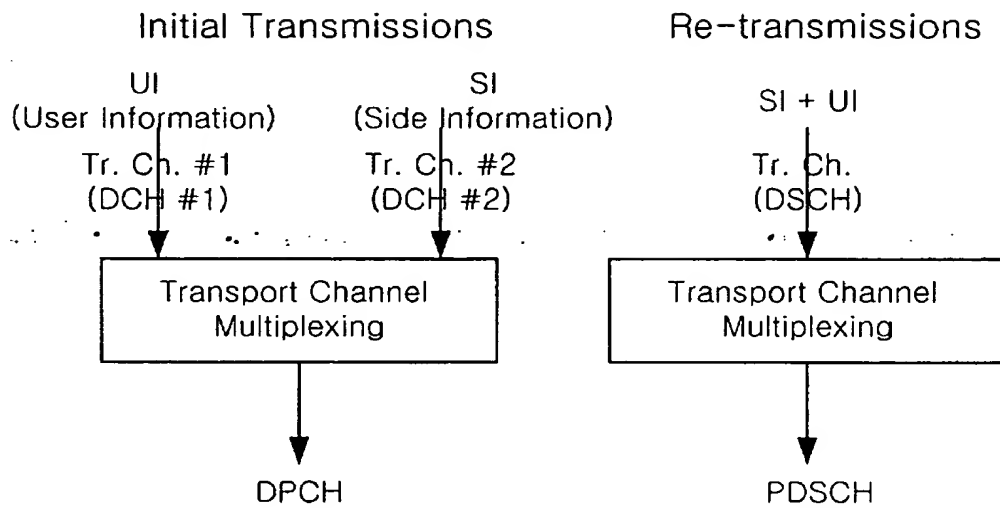 Initial Transmissions
Re-transmissions
UI
(User Information)
SI
(Side Information)
SI + UI
Tr. Ch. #1
(DCH #1)
Tr. Ch. #2
(DCH #2)
Tr. Ch.
(DSCH)
Transport Channel
Multiplexing
Transport Channel
Multiplexing
DPCH
PDSCH